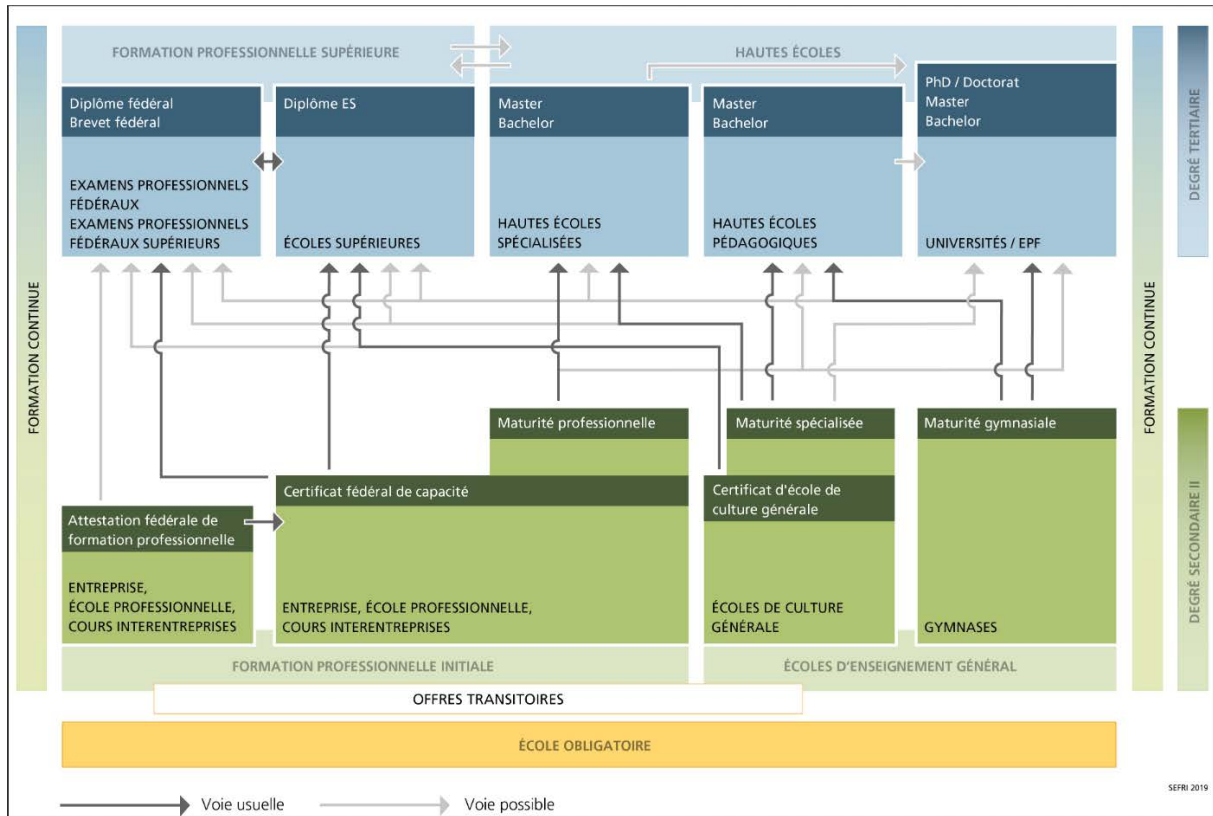 FORMATION CONTINUE
FORMATION PROFESSIONNELLE SUPÉRIEURE
HAUTES ÉCOLES
Diplôme fédéral
Brevet fédéral
EXAMENS PROFESSIONNELS
FÉDÉRAUX
EXAMENS PROFESSIONNELS
FÉDÉRAUX SUPÉRIEURS
Diplôme ES
ÉCOLES SUPÉRIEURES
Master
Bachelor
HAUTES ÉCOLES
SPÉCIALISÉES
Master
Bachelor
HAUTES ÉCOLES
PÉDAGOGIQUES
PhD / Doctorat
Master
Bachelor
UNIVERSITÉS / EPF
FORMATION CONTINUE
DEGRÉ TERTIAIRE
Maturité professionnelle
Maturité spécialisée
Maturité gymnasiale
Attestation fédérale de
formation professionnelle
ENTREPRISE,
ÉCOLE PROFESSIONNELLE,
COURS INTERENTREPRISES
Certificat fédéral de capacité
ENTREPRISE, ÉCOLE PROFESSIONNELLE,
COURS INTERENTREPRISES
Certificat d'école de
culture générale
ÉCOLES DE CULTURE
GÉNÉRALE
GYMNASES
DEGRÉ SECONDAIRE II
FORMATION PROFESSIONNELLE INITIALE
ÉCOLES D'ENSEIGNEMENT GÉNÉRAL
OFFRES TRANSITOIRES
ÉCOLE OBLIGATOIRE
Voie usuelle
Voie possible
SEFRI 2019